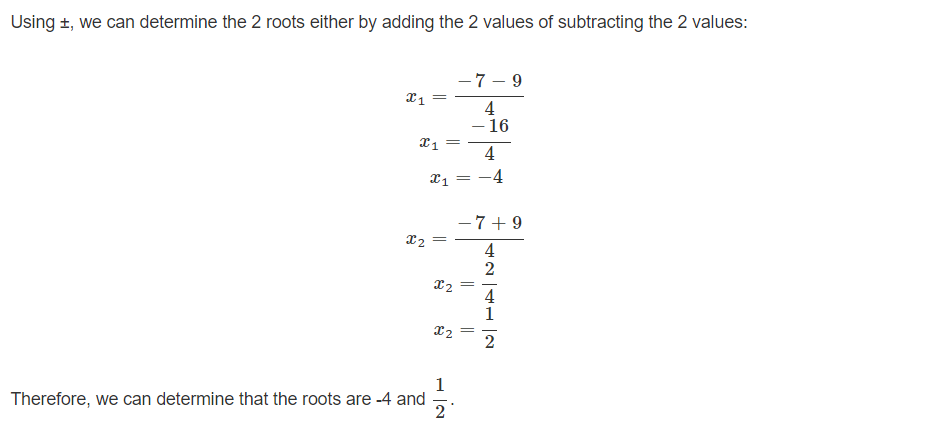 Using ±, we can determine the 2 roots either by adding the 2 values of subtracting the 2 values:
x₁ = (−7 − 9)/4
x₁ = −16/4
x₁ = −4
x₂ = (−7 + 9)/4
x₂ = 2/4
x₂ = 1/2
Therefore, we can determine that the roots are -4 and 1/2.